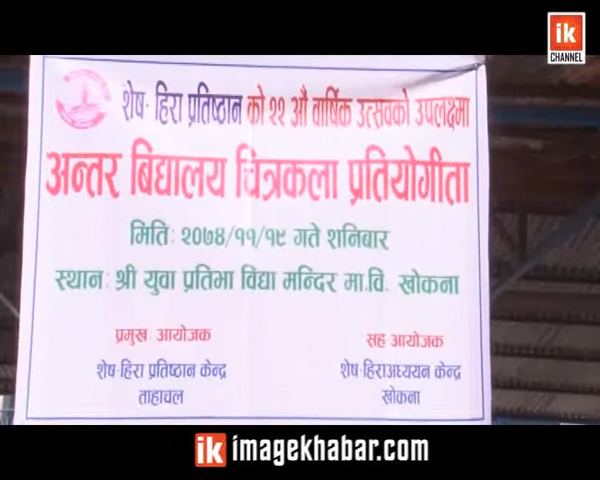 ik
CHANNEL
शेष- हिरा प्रतिष्ठान को २२ औं वार्षिक उत्सवको उपलक्ष्मा
अन्तर बिद्यालय चित्रकला प्रतियोगीता
मिति: २०७४/११/१९ गते शनिबार
स्थान: श्री युवा प्रतिभा विद्या मन्दिर मा.वि. खोकना
प्रमुख आयोजक
शेष-हिरा प्रतिष्ठान केन्द्र
ताहाचल
सह-आयोजक
शेष-हिराअध्ययन केन्द्र
खोकना
ik imagekhabar.com